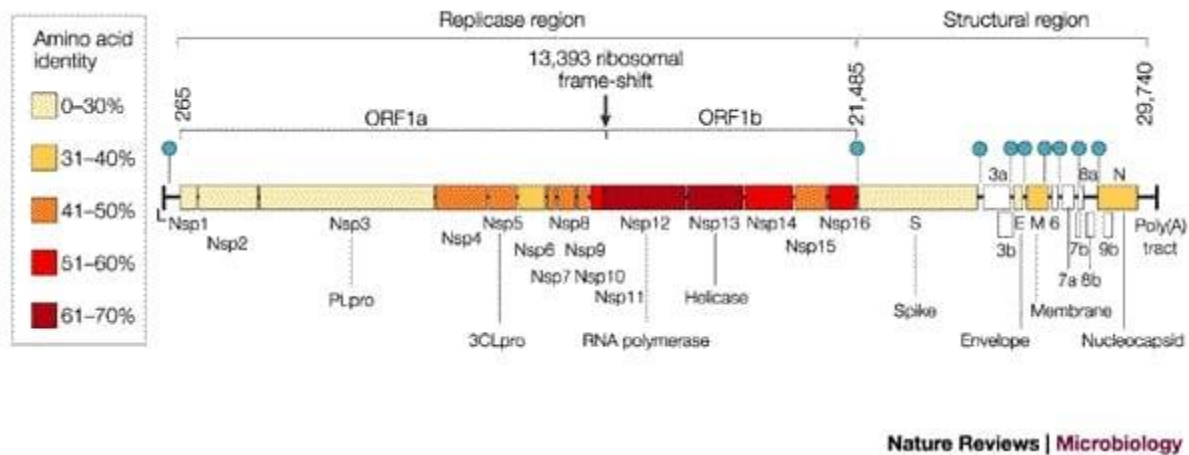 Replicase region
Structural region
Amino acid
identity
0–30%
31–40%
41–50%
51–60%
61–70%
13,393 ribosomal
frame-shift
265
21,485
29,740
ORF1a
ORF1b
3a
8a
N
L
Nsp1
Nsp2
Nsp3
Nsp4
Nsp5
Nsp6
Nsp7
Nsp8
Nsp9
Nsp10
Nsp11
Nsp12
Nsp13
Nsp14
Nsp15
Nsp16
S
E
M
6
3b
7a
7b
8b
9b
Poly(A)
tract
PLpro
3CLpro
RNA polymerase
Helicase
Spike
Envelope
Membrane
Nucleocapsid
Nature Reviews | Microbiology